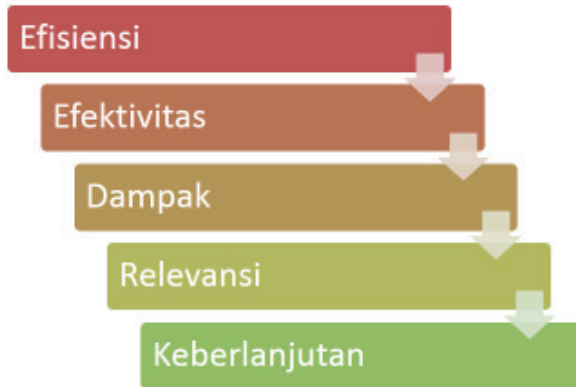 Efisiensi
Efektivitas
Dampak
Relevansi
Keberlanjutan